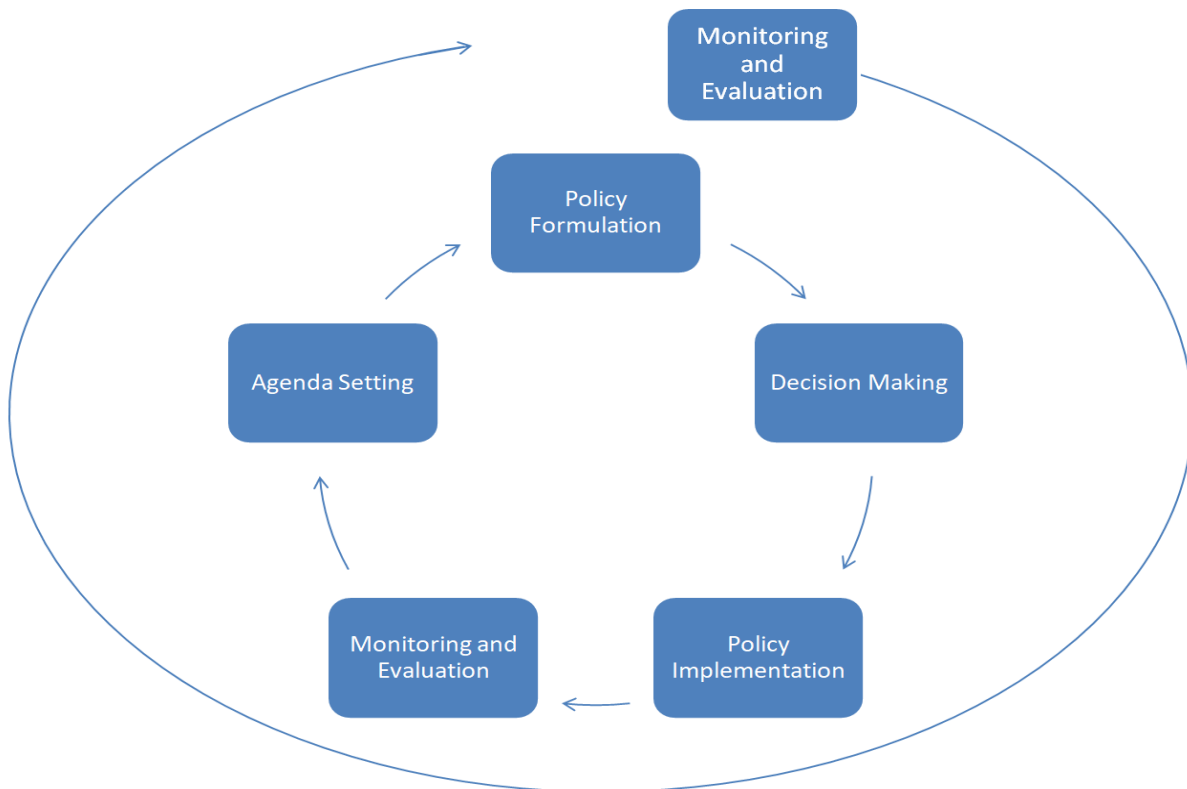 Monitoring
and
Evaluation
Policy
Formulation
Agenda Setting
Decision Making
Monitoring and
Evaluation
Policy
Implementation